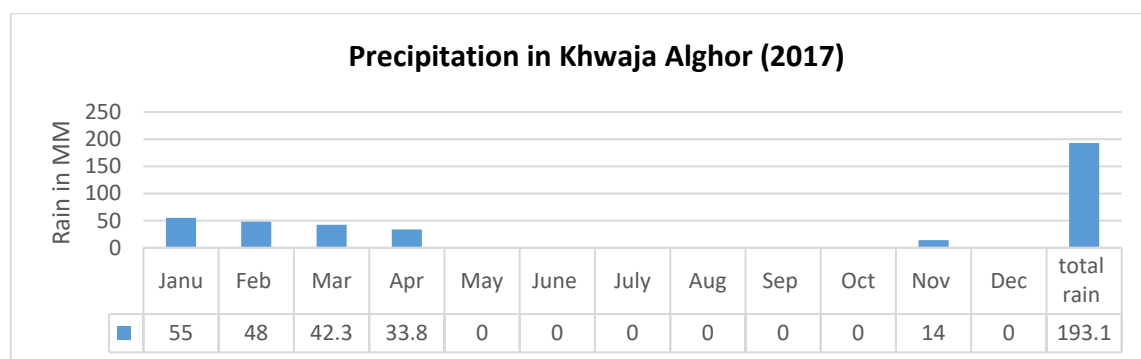 Precipitation in Khwaja Alghor (2017)
Rain in MM
250
200
150
100
50
0
Janu Feb Mar Apr May June July Aug Sep Oct Nov Dec total rain
55 48 42.3 33.8 0 0 0 0 0 0 14 0 193.1